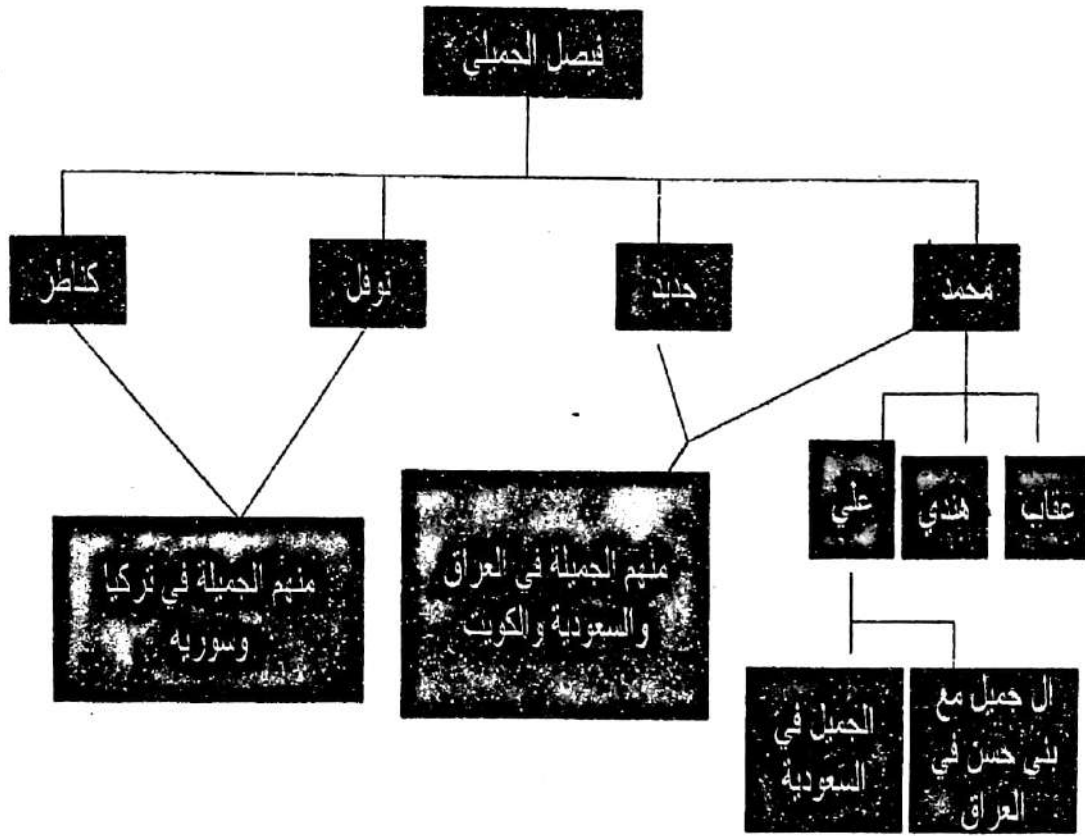 فيصل الجميلي
محمد
جديد
نوفل
كناطر
عقاب
هندي
علي
منهم الجميلة في العراق
والسعودية والكويت
منهم الجميلة في تركيا
وسوريه
ال جميل مع
بني حسن في
العراق
الجميل في
السعودية